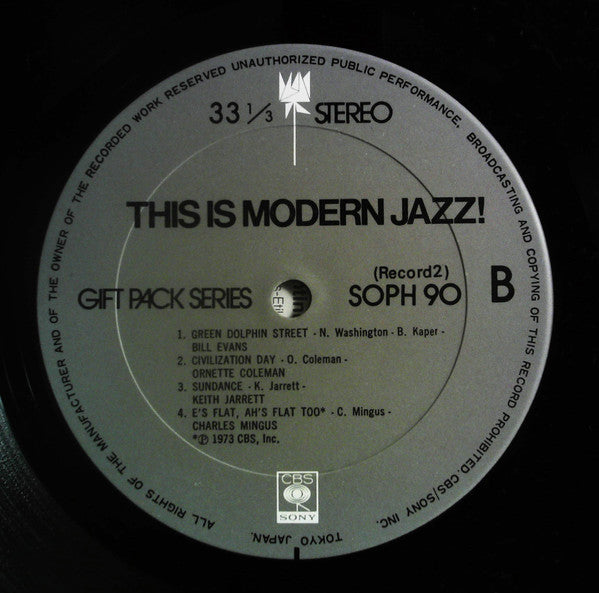 ALL RIGHTS OF THE MANUFACTURER AND OF THE OWNER OF THE RECORDED WORK RESERVED UNAUTHORIZED PUBLIC PERFORMANCE, BROADCASTING AND COPYING OF THIS RECORD PROHIBITED. CBS/SONY INC.
TOKYO JAPAN.
33 1/3 STEREO
THIS IS MODERN JAZZ!
(Record2)
GIFT PACK SERIES SOPH 90 B
1. GREEN DOLPHIN STREET - N. Washington - B. Kaper -
BILL EVANS
2. CIVILIZATION DAY - O. Coleman -
ORNETTE COLEMAN
3. SUNDANCE - K. Jarrett -
KEITH JARRETT
4. E'S FLAT, AH'S FLAT TOO* - C. Mingus -
CHARLES MINGUS
*℗ 1973 CBS, Inc.
CBS
SONY